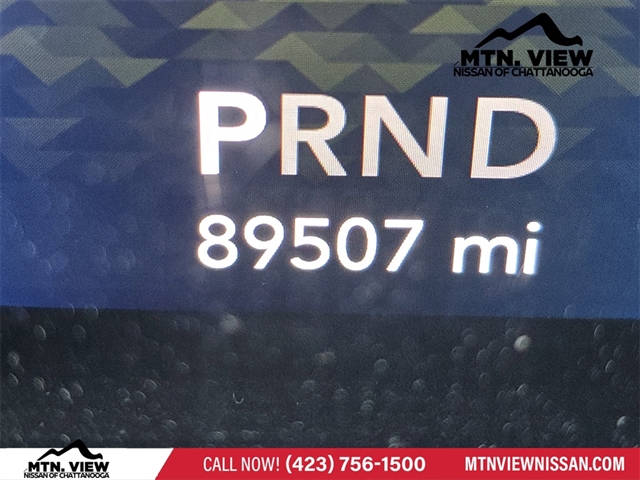 MTN. VIEW
NISSAN OF CHATTANOOGA
PRND
89507 mi
MTN. VIEW
NISSAN OF CHATTANOOGA
CALL NOW! (423) 756-1500
MTNVIEWNISSAN.COM